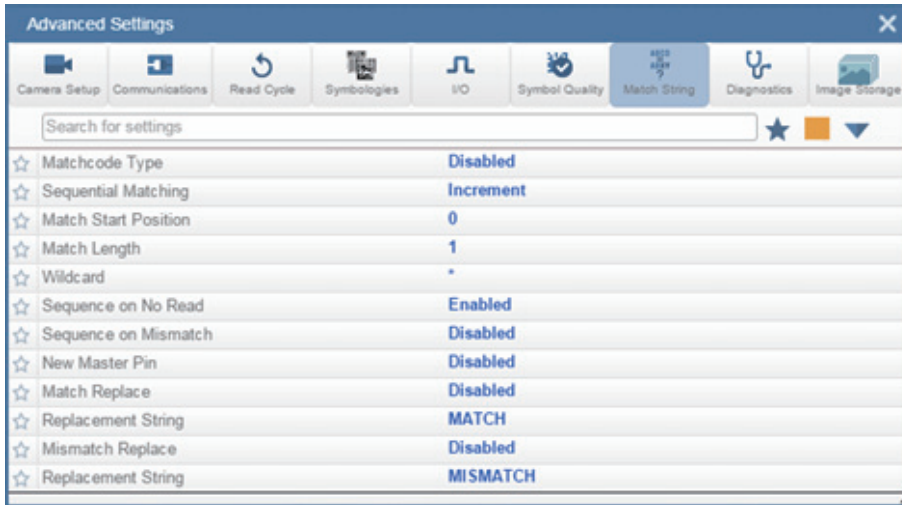 Advanced Settings
Camera Setup Communications Read Cycle Symbologies I/O Symbol Quality Match String Diagnostics Image Storage
Search for settings
Matchcode Type Disabled
Sequential Matching Increment
Match Start Position 0
Match Length 1
Wildcard *
Sequence on No Read Enabled
Sequence on Mismatch Disabled
New Master Pin Disabled
Match Replace Disabled
Replacement String MATCH
Mismatch Replace Disabled
Replacement String MISMATCH